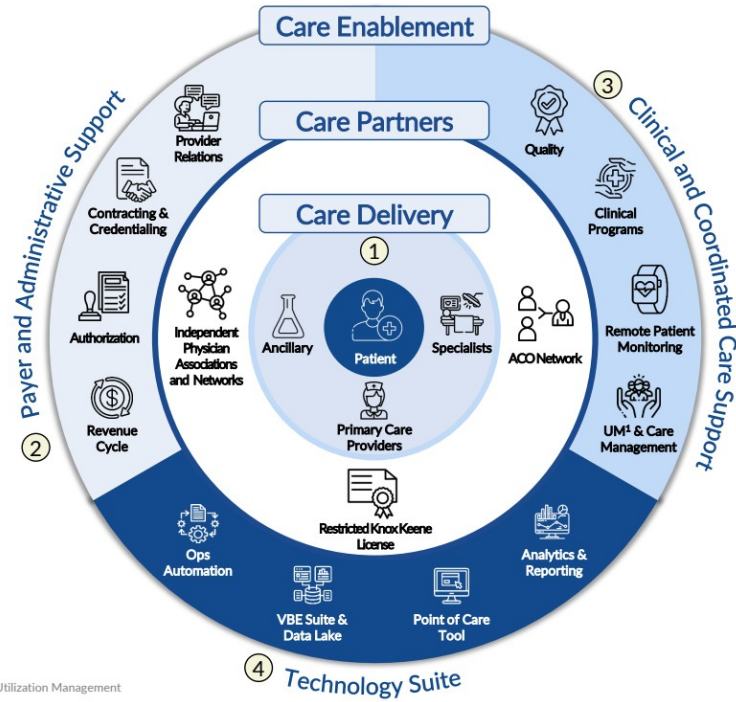 Care Enablement
Care Partners
Care Delivery
1
Patient
Ancillary
Specialists
Primary Care
Providers
Independent
Physician
Associations
and Networks
ACO Network
Restricted Knox Keene
License
2
Payer and Administrative Support
Provider
Relations
Contracting &
Credentialing
Authorization
Revenue
Cycle
3
Clinical and Coordinated Care Support
Quality
Clinical
Programs
Remote Patient
Monitoring
UM¹ & Care
Management
4
Technology Suite
Ops
Automation
VBE Suite &
Data Lake
Point of Care
Tool
Analytics &
Reporting
Utilization Management